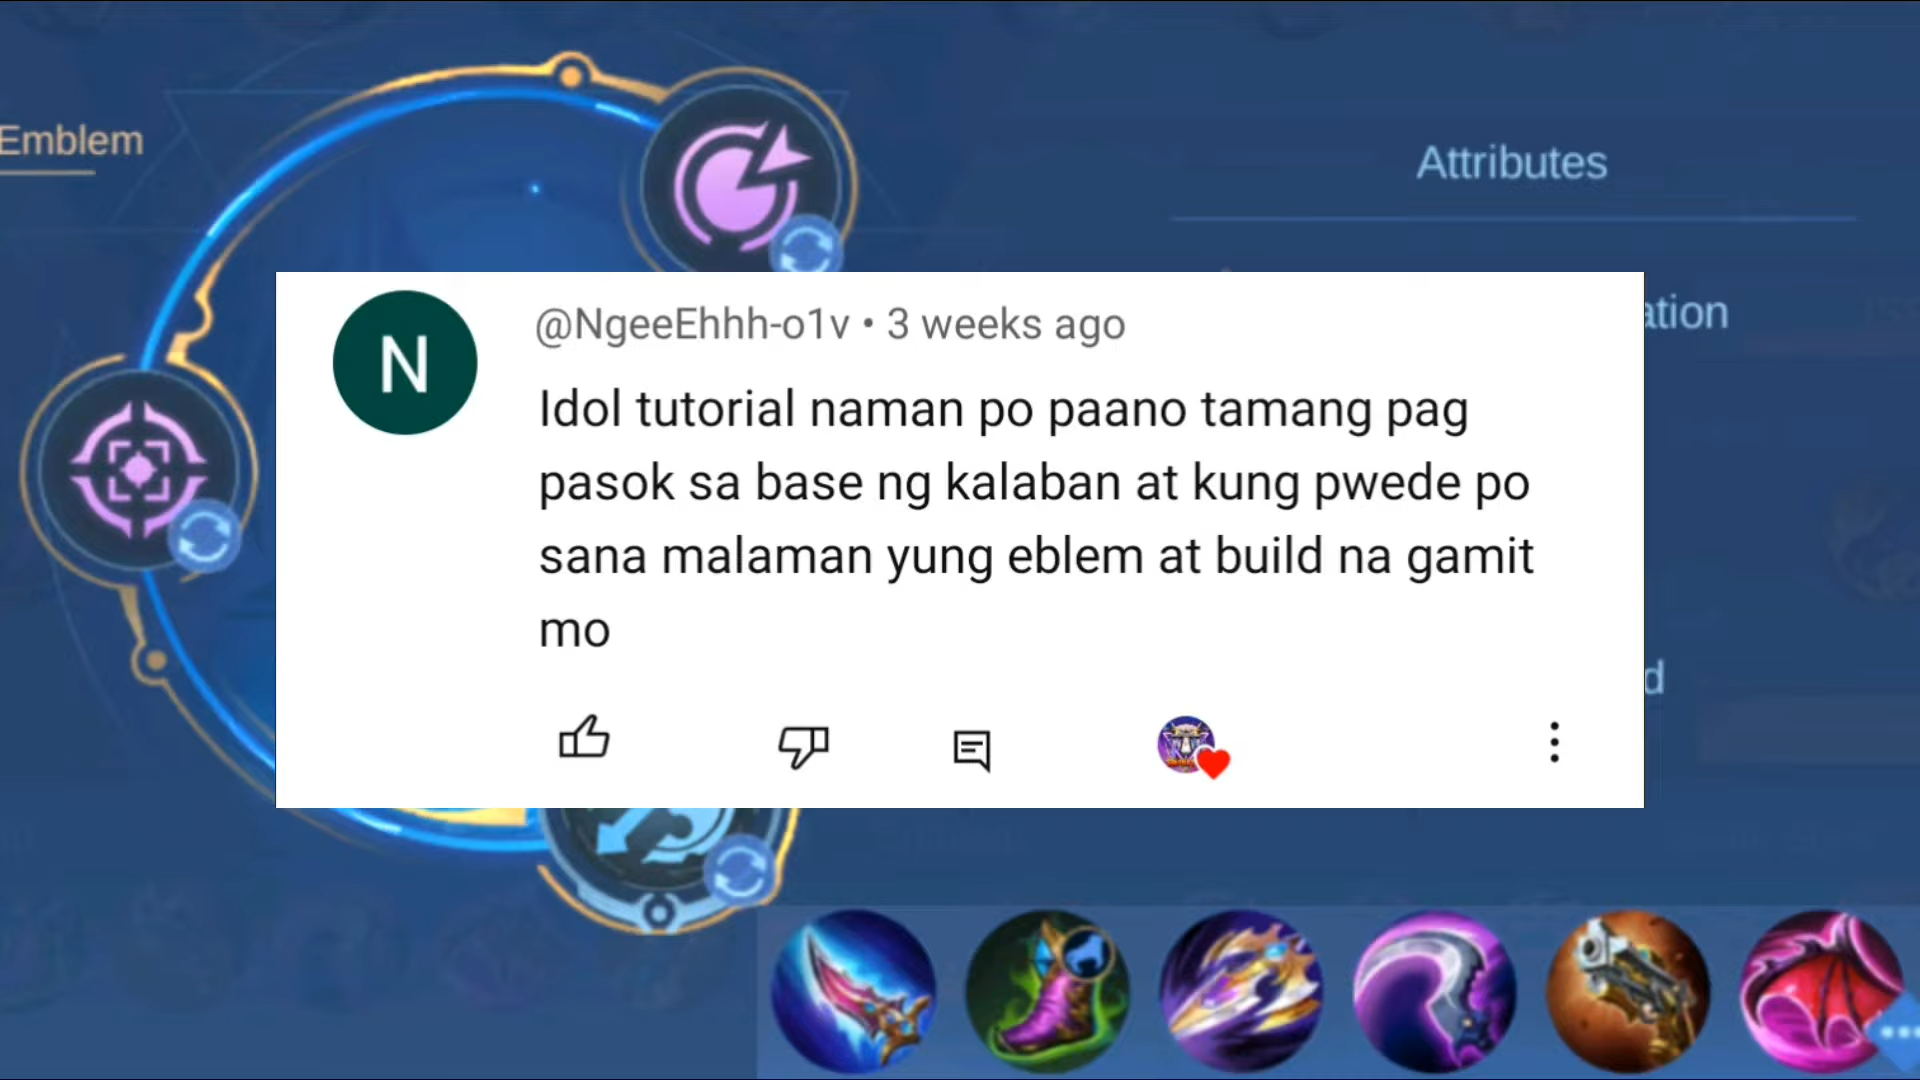 Emblem
Attributes
@NgeeEhhh-o1v • 3 weeks ago
N
Idol tutorial naman po paano tamang pag
pasok sa base ng kalaban at kung pwede po
sana malaman yung eblem at build na gamit
mo
ation
d